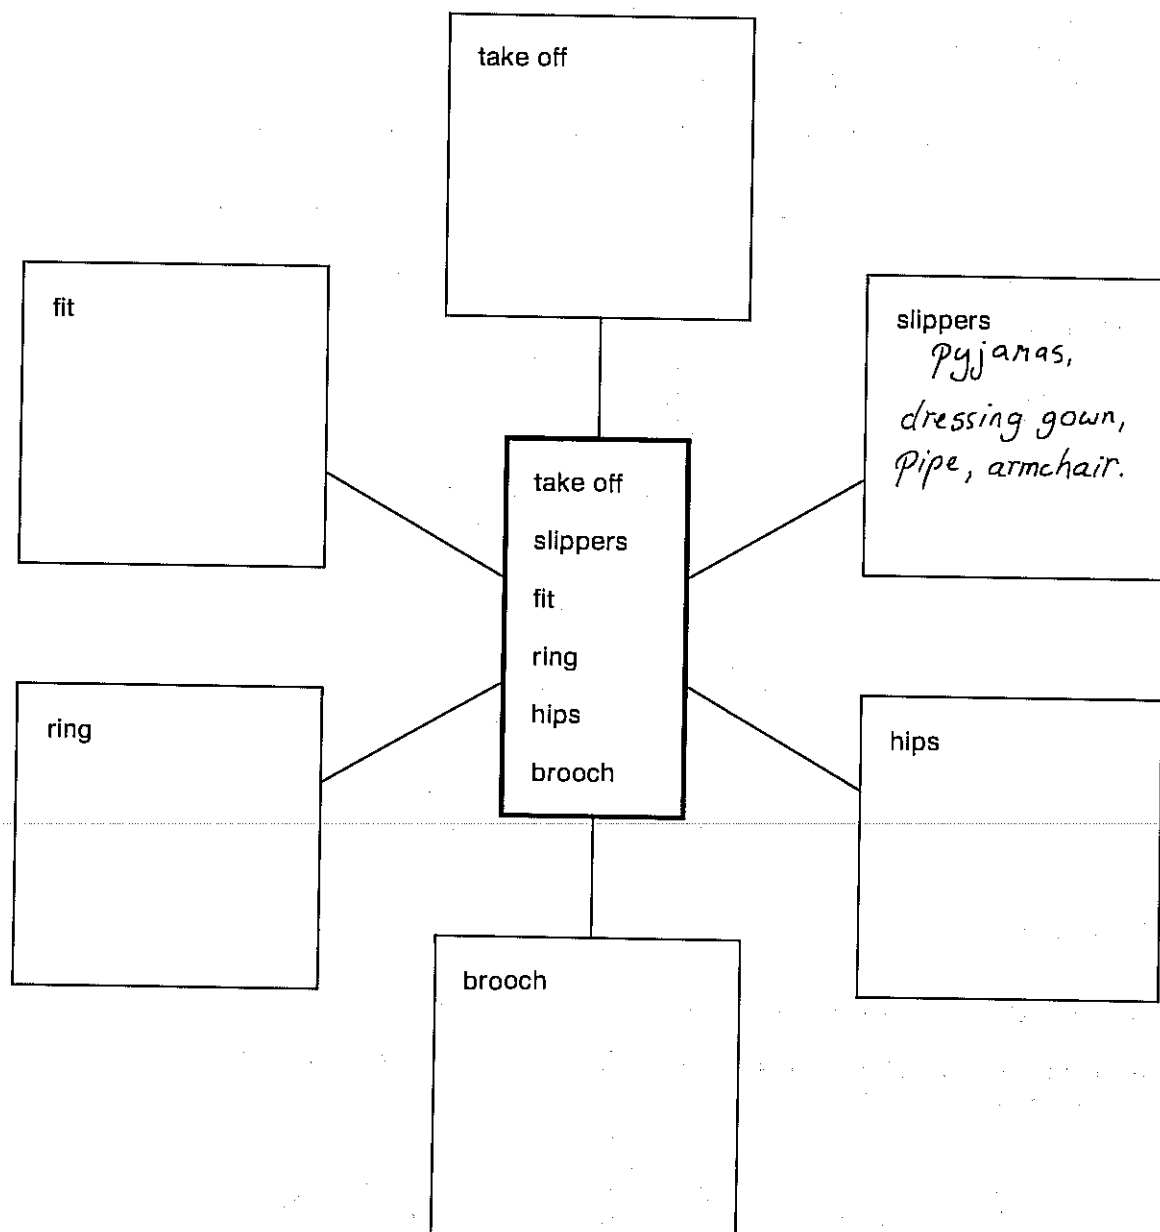 take off
fit
slippers
pyjamas,
dressing gown,
pipe, armchair.
take off
slippers
fit
ring
hips
brooch
ring
hips
brooch